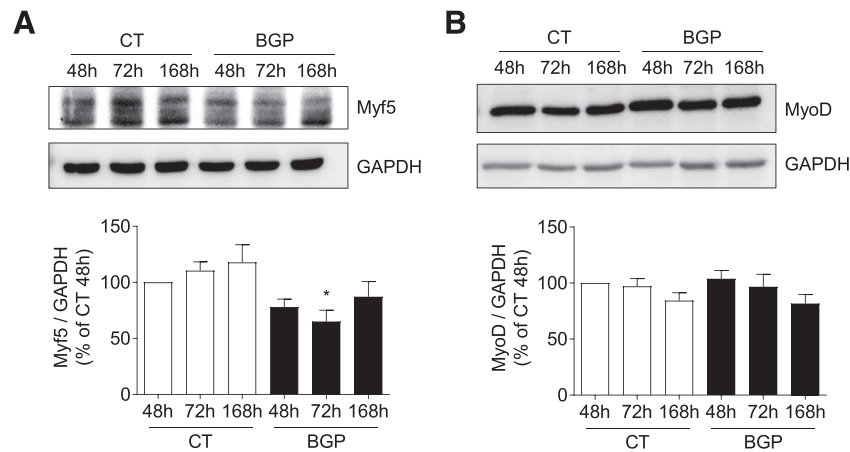 A
CT BGP
48h 72h 168h 48h 72h 168h
Myf5
GAPDH
Myf5 / GAPDH
(% of CT 48h)
150
100
50
0
*
48h 72h 168h 48h 72h 168h
CT BGP
B
CT BGP
48h 72h 168h 48h 72h 168h
MyoD
GAPDH
MyoD / GAPDH
(% of CT 48h)
150
100
50
0
48h 72h 168h 48h 72h 168h
CT BGP